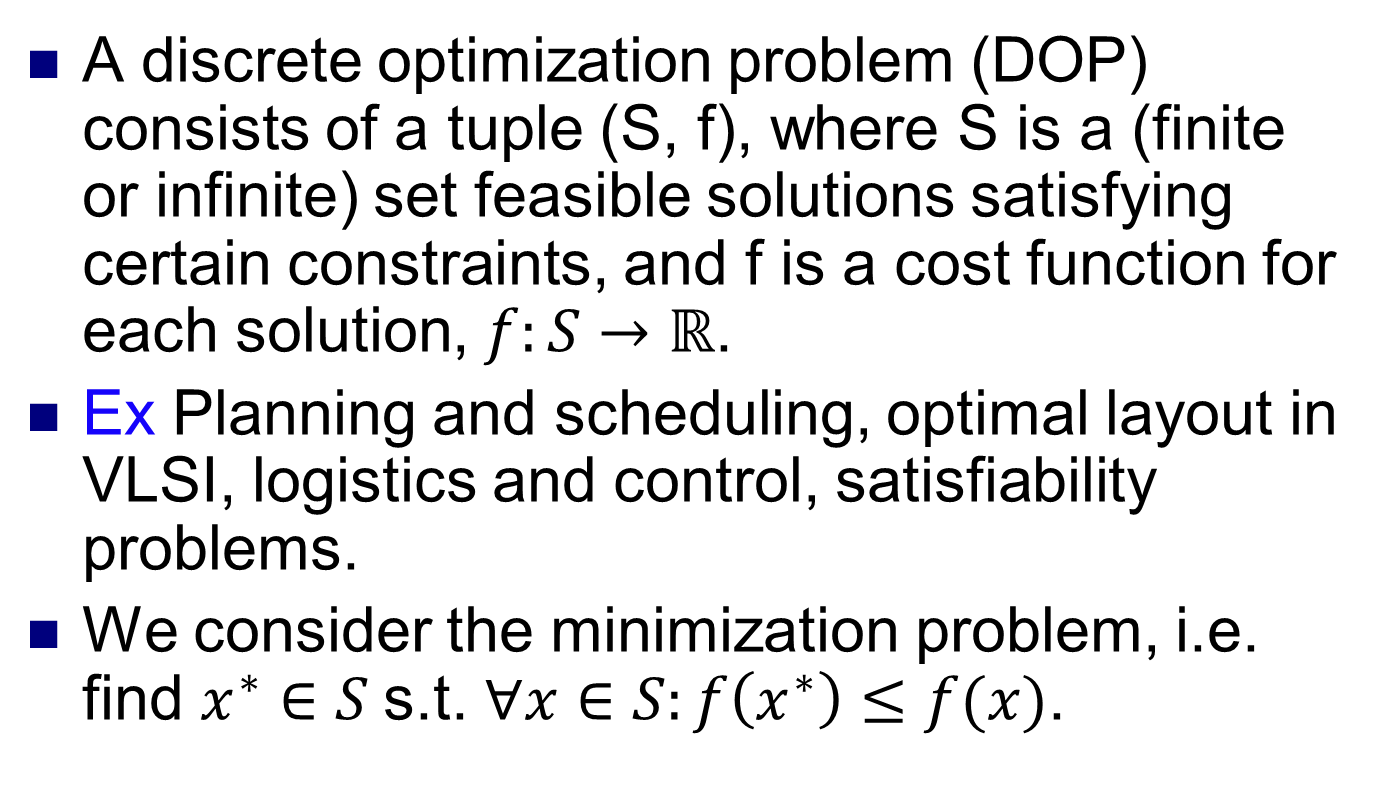 ■ A discrete optimization problem (DOP)
consists of a tuple (S, f), where S is a (finite
or infinite) set feasible solutions satisfying
certain constraints, and f is a cost function for
each solution, 𝑓: 𝑆 → ℝ.
■ Ex Planning and scheduling, optimal layout in
VLSI, logistics and control, satisfiability
problems.
■ We consider the minimization problem, i.e.
find 𝑥* ∈ 𝑆 s.t. ∀𝑥 ∈ 𝑆: 𝑓(𝑥*) ≤ 𝑓(𝑥).